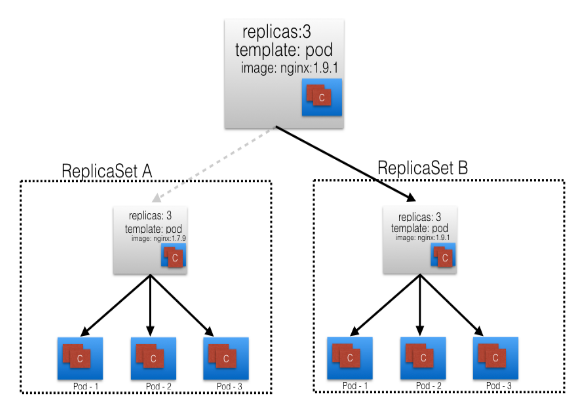 replicas:3
template: pod
image: nginx:1.9.1
C
ReplicaSet A
ReplicaSet B
replicas: 3
template: pod
image: nginx:1.7.9
C
replicas: 3
template: pod
image: nginx:1.9.1
C
C
C
C
C
C
C
Pod - 1
Pod - 2
Pod - 3
Pod - 1
Pod - 2
Pod - 3